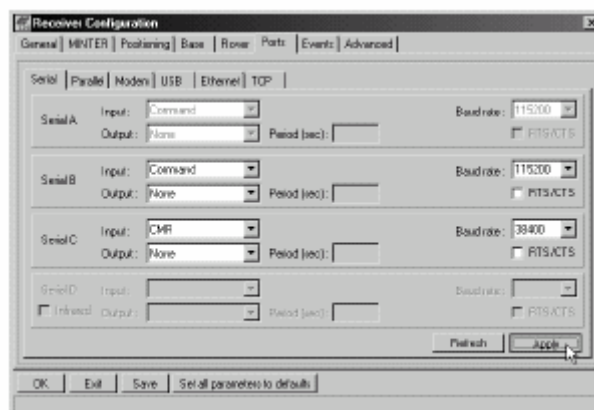 Receiver Configuration
General MINTER Positioning Base Rover Ports Events Advanced
Serial Parallel Modem USB Ethernet TCP
Serial A Input: Command Baud rate: 115200
Output: None Period (sec): RTS/CTS
Serial B Input: Command Baud rate: 115200
Output: None Period (sec): RTS/CTS
Serial C Input: CMR Baud rate: 38400
Output: None Period (sec): RTS/CTS
Serial D Input: Baud rate:
Infrared Output: Period (sec): RTS/CTS
Refresh Apply
OK Exit Save Set all parameters to defaults